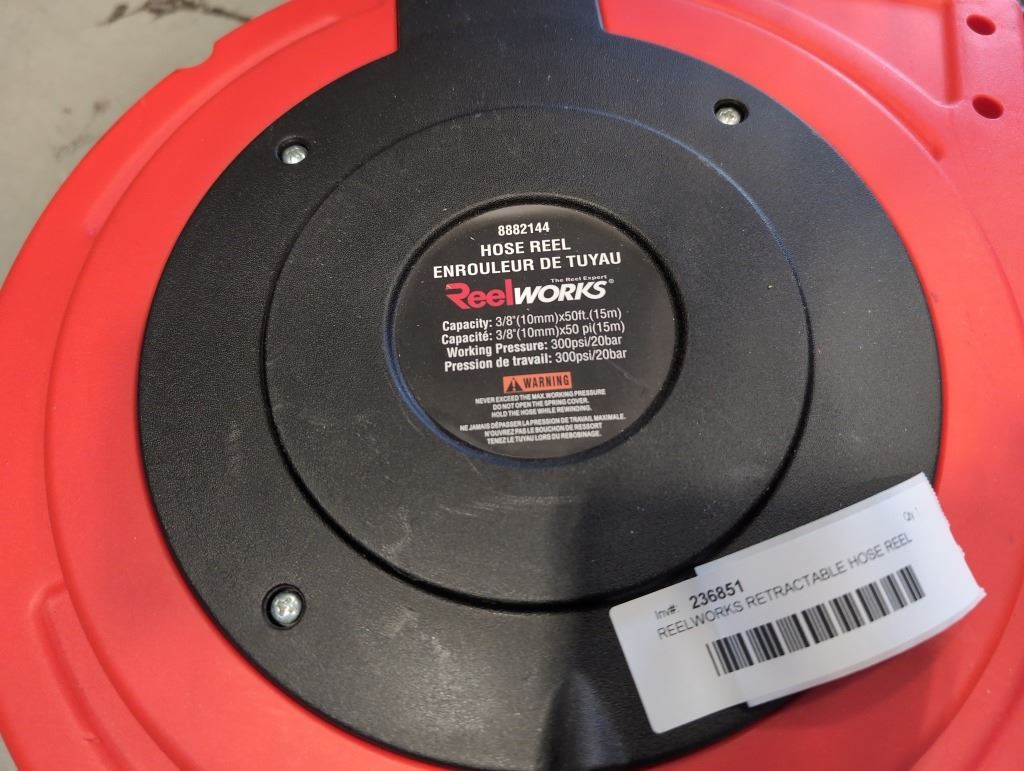 8882144
HOSE REEL
ENROULEUR DE TUYAU
The Reel Expert
ReelWORKS®
Capacity: 3/8"(10mm)x50ft.(15m)
Capacité: 3/8"(10mm)x50 pi(15m)
Working Pressure: 300psi/20bar
Pression de travail: 300psi/20bar
WARNING
NEVER EXCEED THE MAX.WORKING PRESSURE
DO NOT OPEN THE SPRING COVER.
HOLD THE HOSE WHILE REWINDING.
NE JAMAIS DÉPASSER LA PRESSION DE TRAVAIL MAXIMALE.
N'OUVREZ PAS LE BOUCHON DE RESSORT
TENEZ LE TUYAU LORS DU REBOBINAGE.
Qty 1
Inv#: 236851
REELWORKS RETRACTABLE HOSE REEL